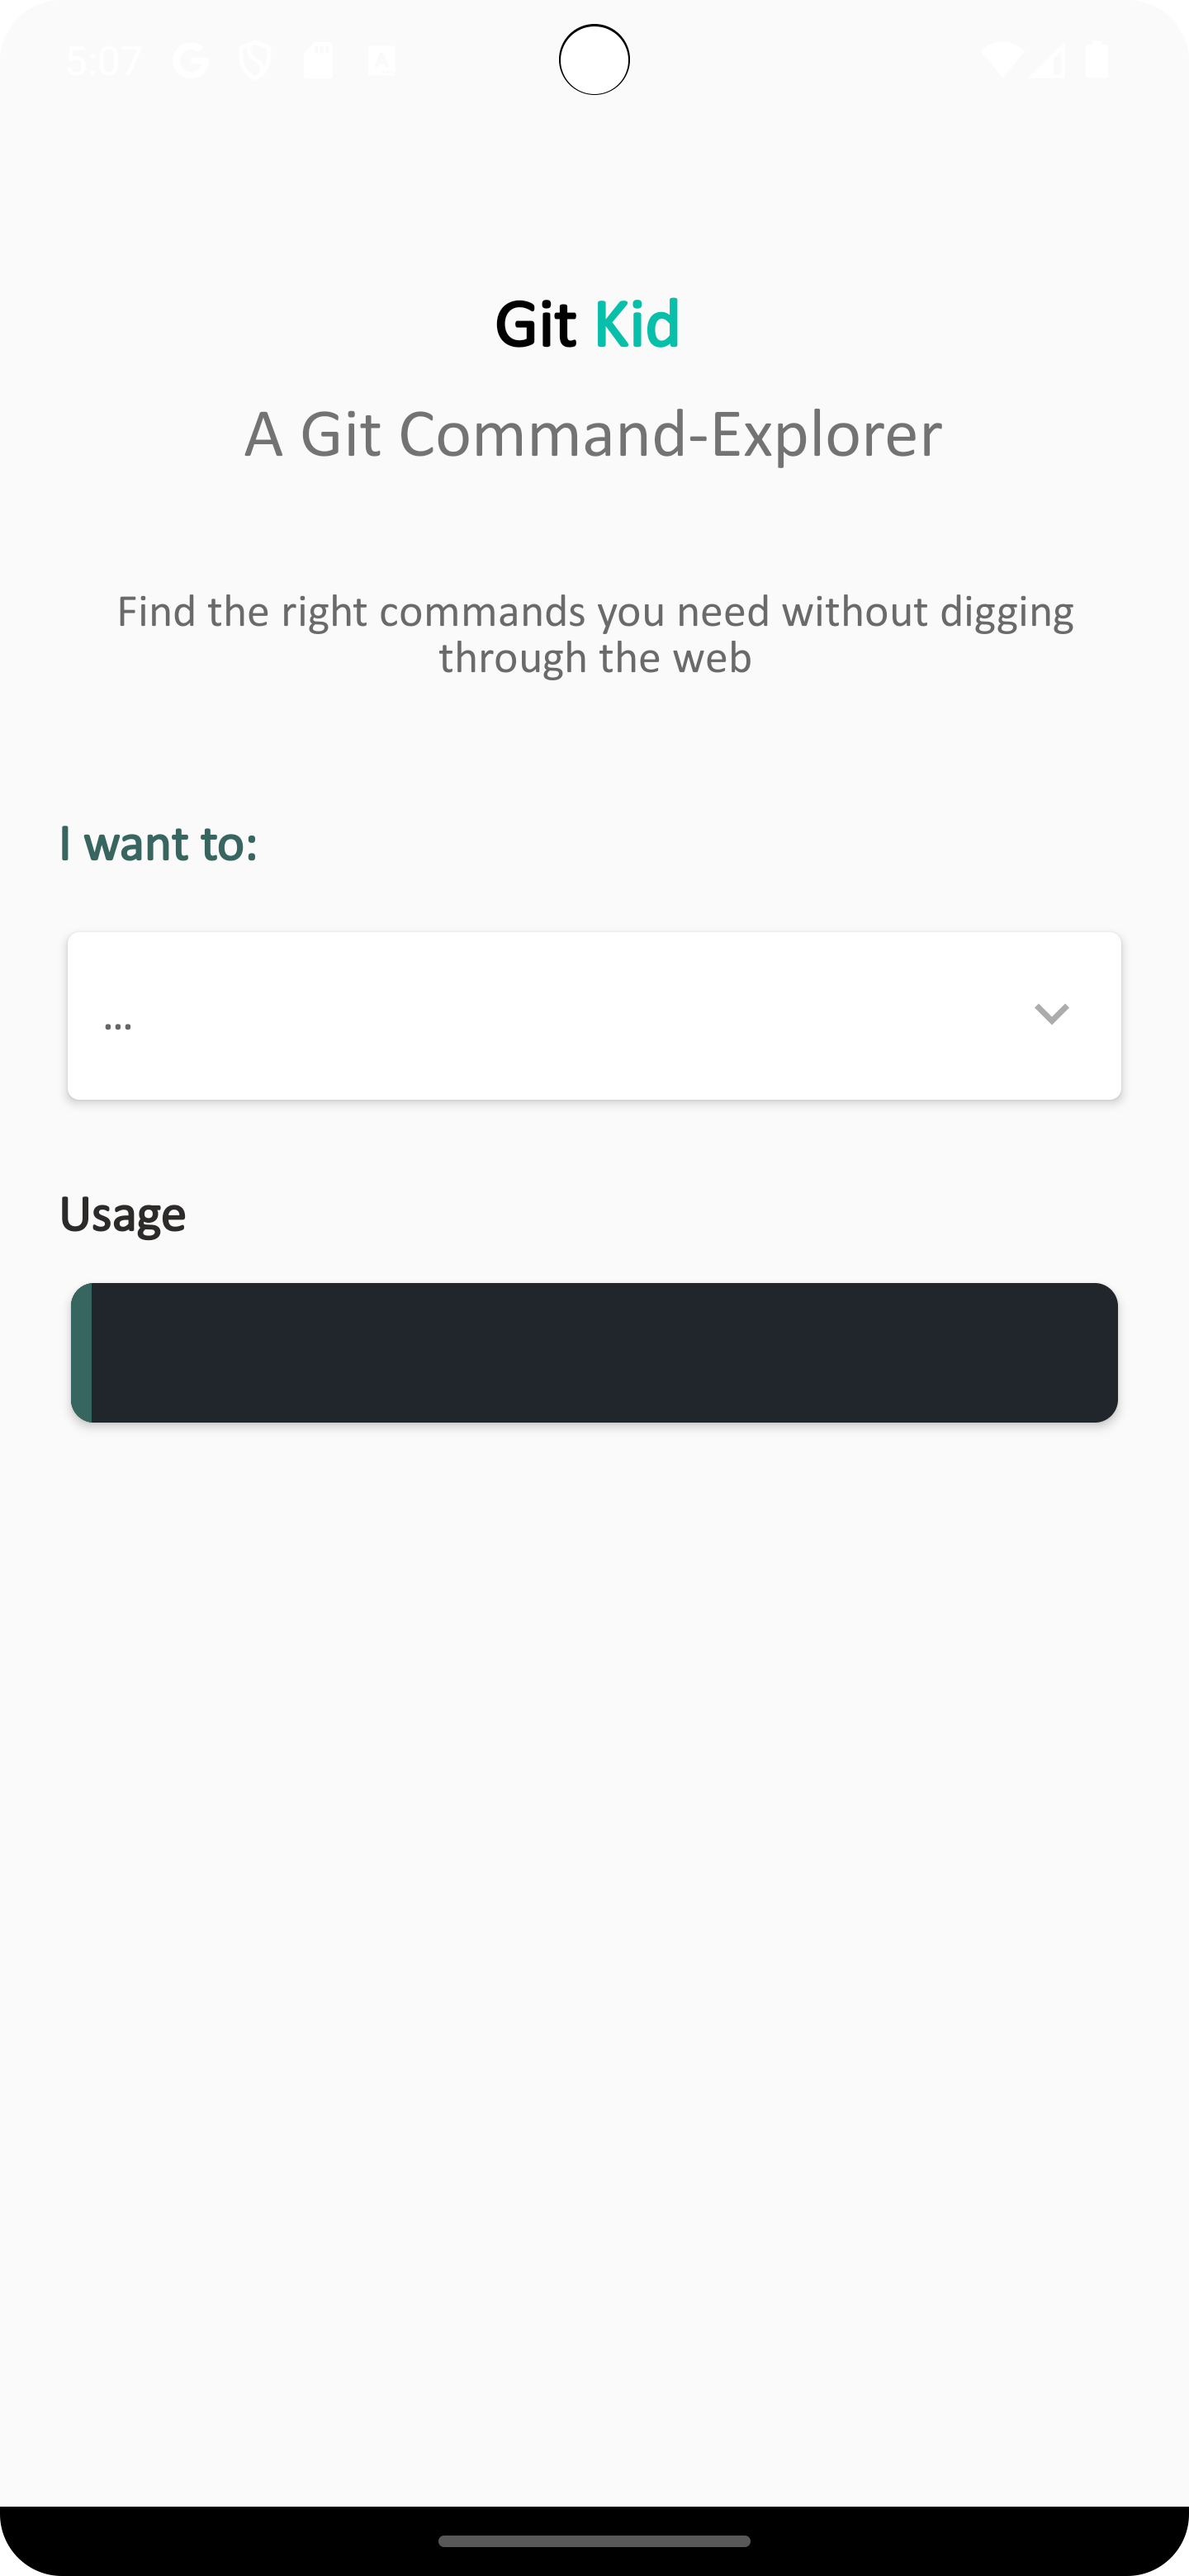 5:07
Git Kid
A Git Command-Explorer
Find the right commands you need without digging
through the web
I want to:
...
Usage